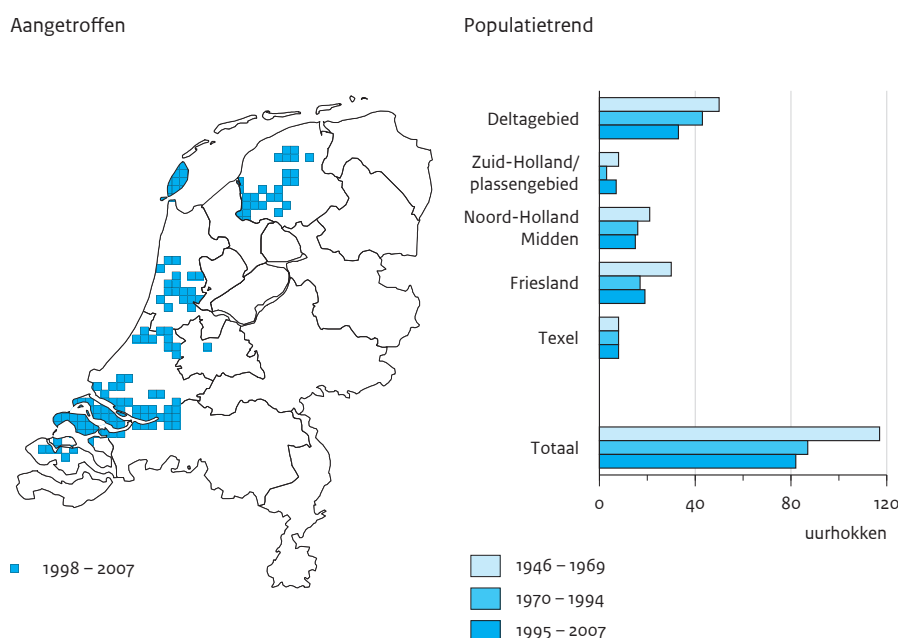 Aangetroffen
1998 – 2007
Populatietrend
Deltagebied
Zuid-Holland/
plassengebied
Noord-Holland
Midden
Friesland
Texel
Totaal
0 40 80 120
uurhokken
1946 – 1969
1970 – 1994
1995 – 2007